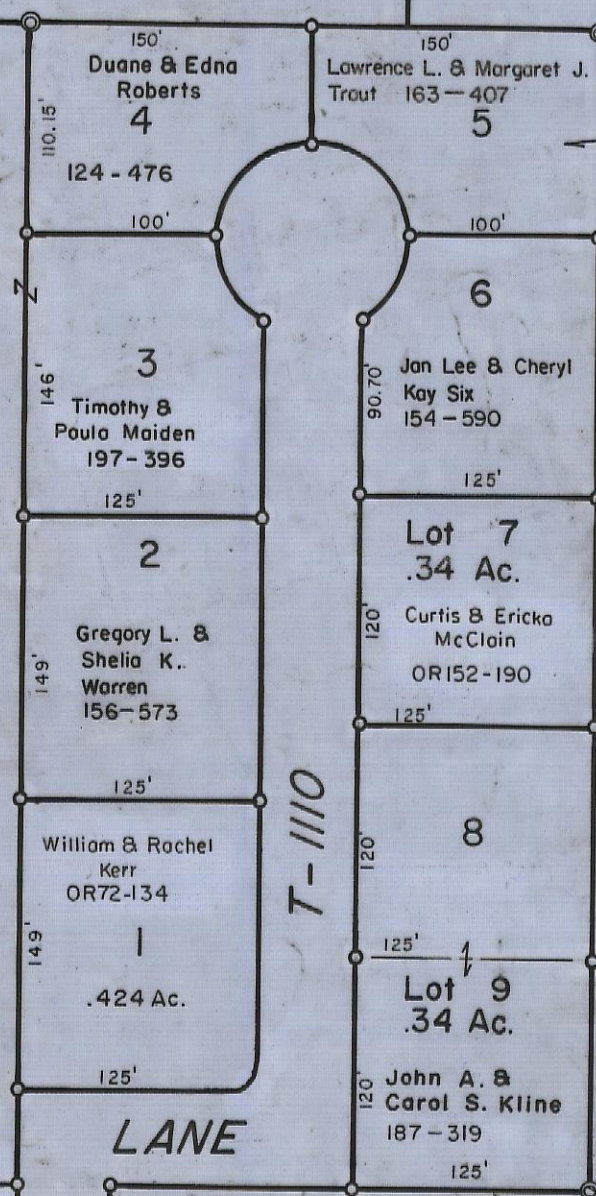 150'
Duane & Edna
Roberts
4
110.15'
124-476
100'
150'
Lawrence L. & Margaret J.
Trout 163-407
5
100'
Z
3
146'
Timothy &
Paula Maiden
197-396
125'
6
Jan Lee & Cheryl
Kay Six
154-590
90.70'
125'
2
Gregory L. &
Shelia K.
Warren
156-573
149'
125'
Lot 7
.34 Ac.
Curtis & Ericka
McClain
OR152-190
120'
125'
William & Rachel
Kerr
OR72-134
1
149'
.424 Ac.
125'
T-1110
8
120'
125'
Lot 9
.34 Ac.
John A. &
Carol S. Kline
187-319
120'
125'
LANE